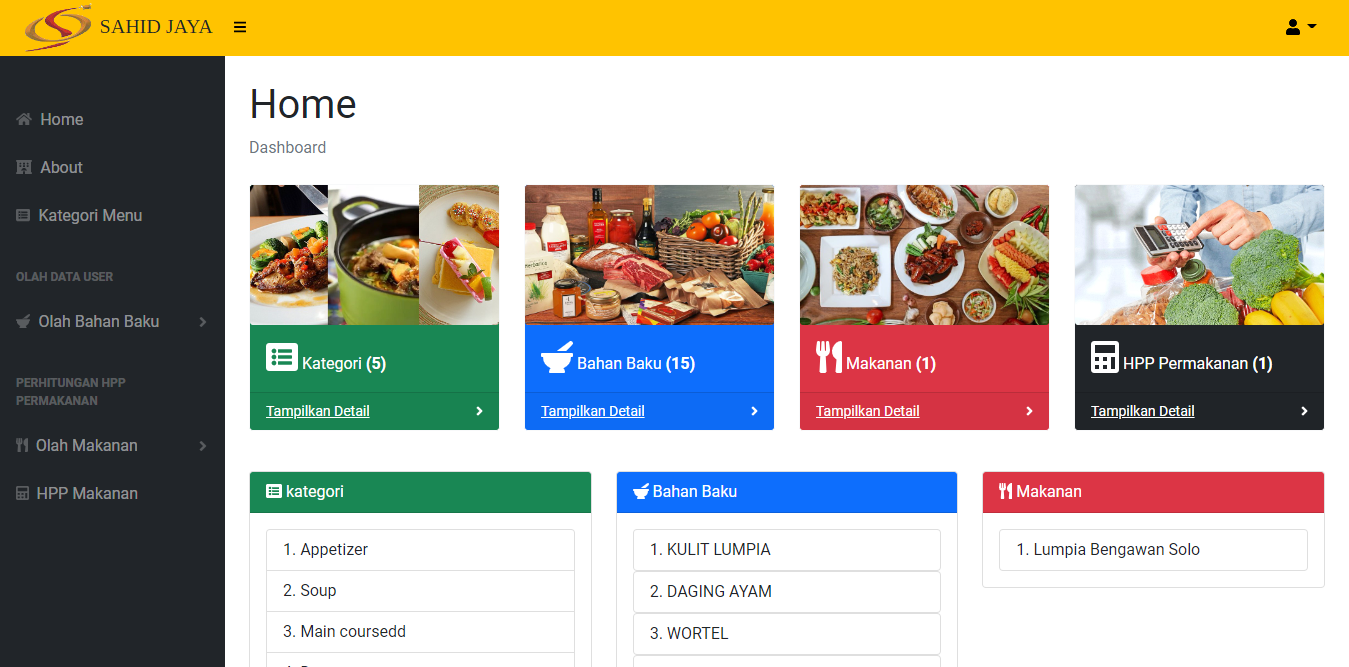 SAHID JAYA
Home
About
Kategori Menu
OLAH DATA USER
Olah Bahan Baku
PERHITUNGAN HPP
PERMAKANAN
Olah Makanan
HPP Makanan
Home
Dashboard
Kategori (5)
Tampilkan Detail
Bahan Baku (15)
Tampilkan Detail
Makanan (1)
Tampilkan Detail
HPP Permakanan (1)
Tampilkan Detail
kategori
1. Appetizer
2. Soup
3. Main coursedd
Bahan Baku
1. KULIT LUMPIA
2. DAGING AYAM
3. WORTEL
Makanan
1. Lumpia Bengawan Solo